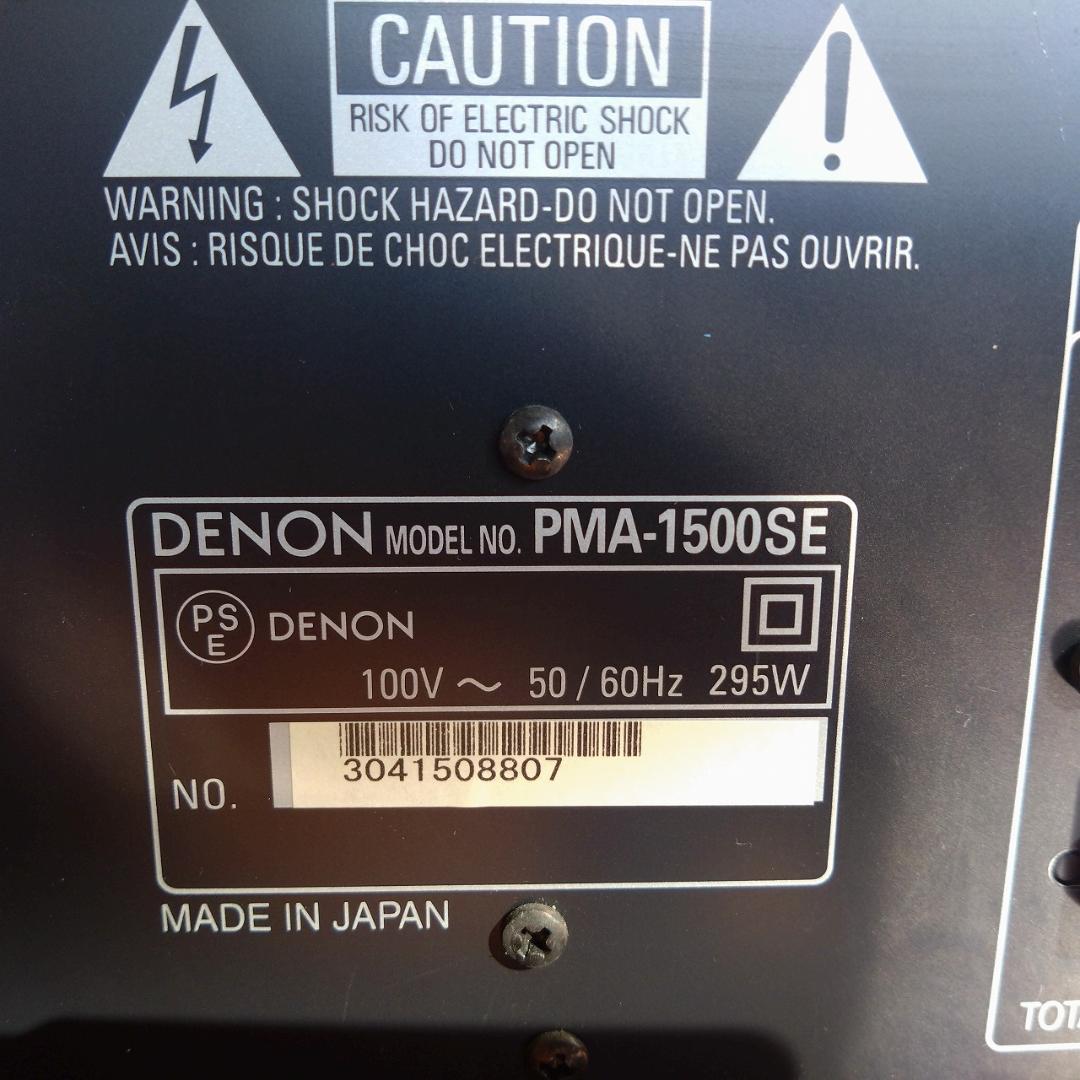 CAUTION
RISK OF ELECTRIC SHOCK
DO NOT OPEN
WARNING : SHOCK HAZARD-DO NOT OPEN.
AVIS : RISQUE DE CHOC ELECTRIQUE-NE PAS OUVRIR.
DENON MODEL NO. PMA-1500SE
PS
E
DENON
100V ～ 50 / 60Hz 295W
3041508807
NO.
MADE IN JAPAN